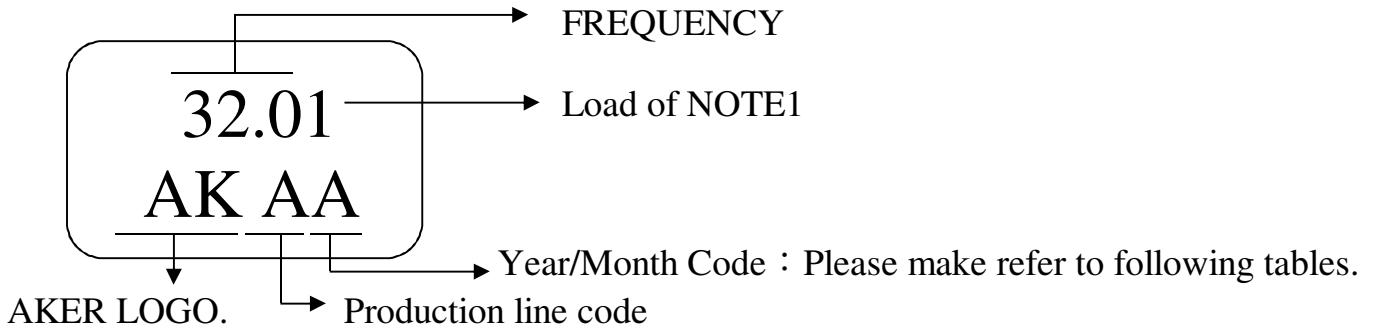 FREQUENCY
32.01
Load of NOTE1
AK AA
Year/Month Code：Please make refer to following tables.
AKER LOGO.
Production line code